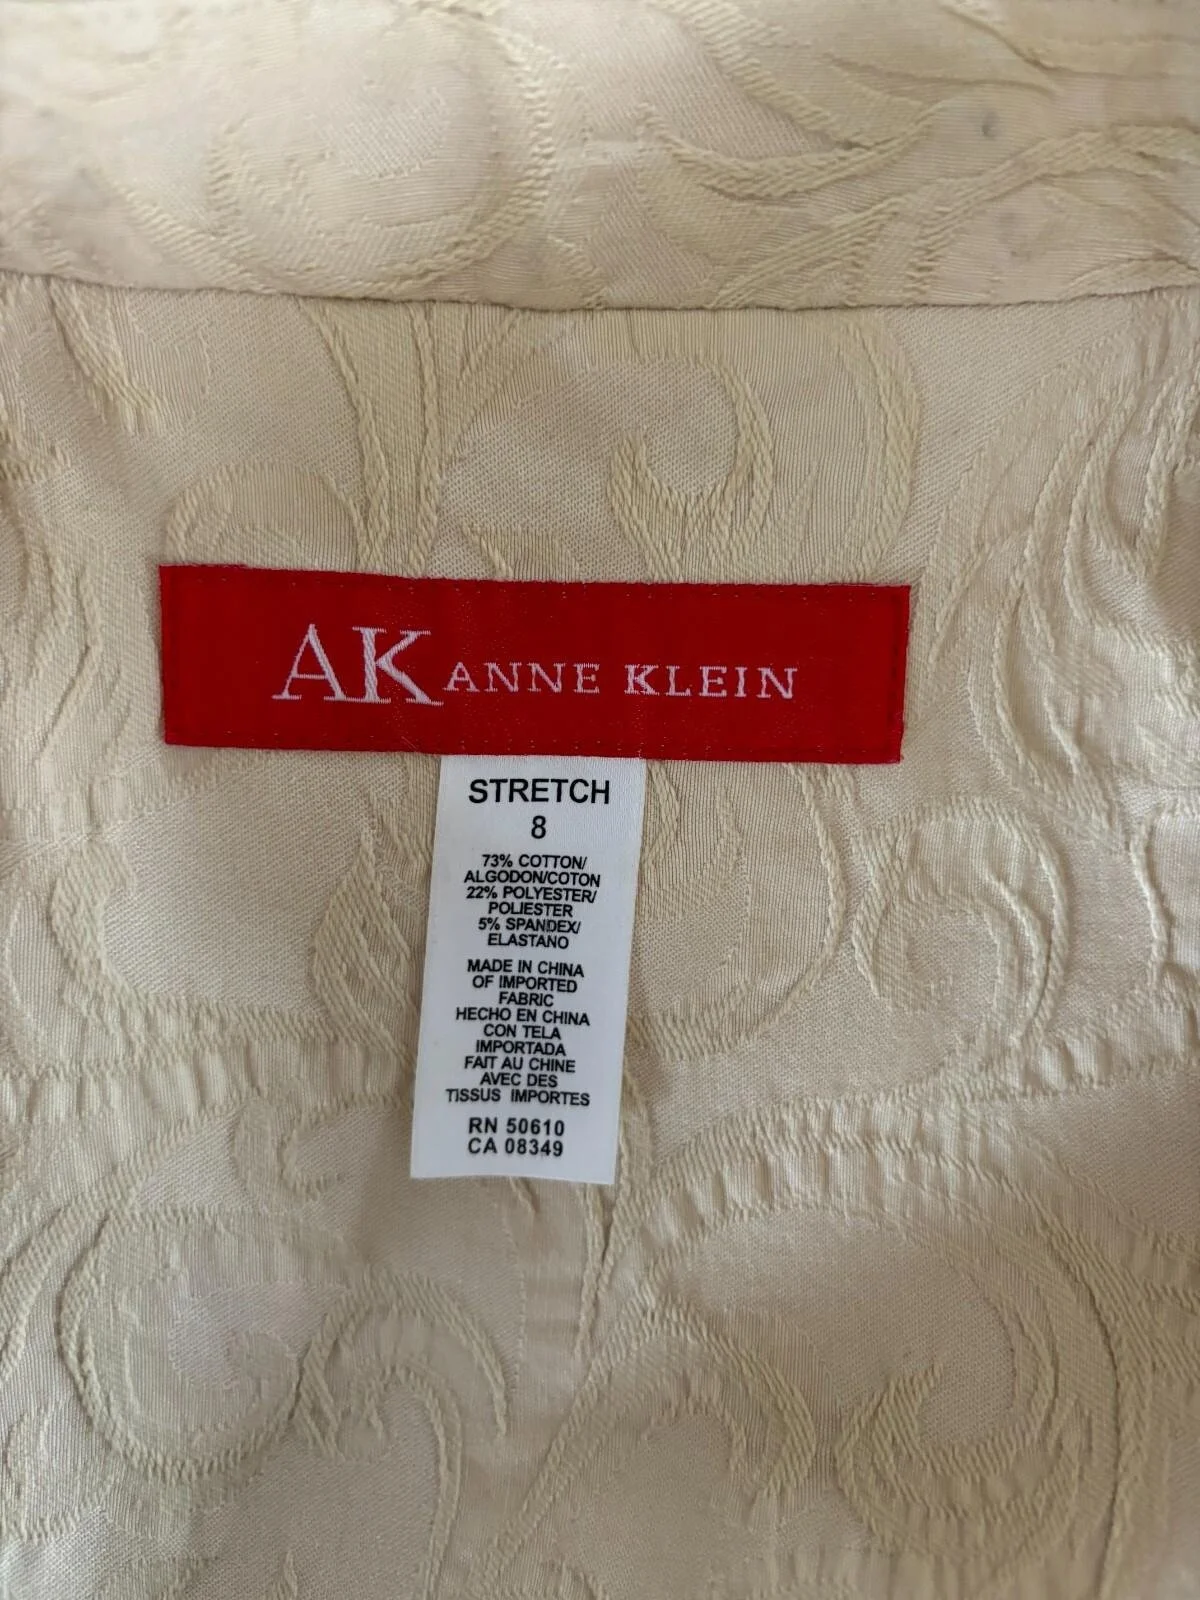 AK ANNE KLEIN
STRETCH
8
73% COTTON/
ALGODON/COTON
22% POLYESTER/
POLIESTER
5% SPANDEX/
ELASTANO
MADE IN CHINA
OF IMPORTED
FABRIC
HECHO EN CHINA
CON TELA
IMPORTADA
FAIT AU CHINE
AVEC DES
TISSUS IMPORTES
RN 50610
CA 08349